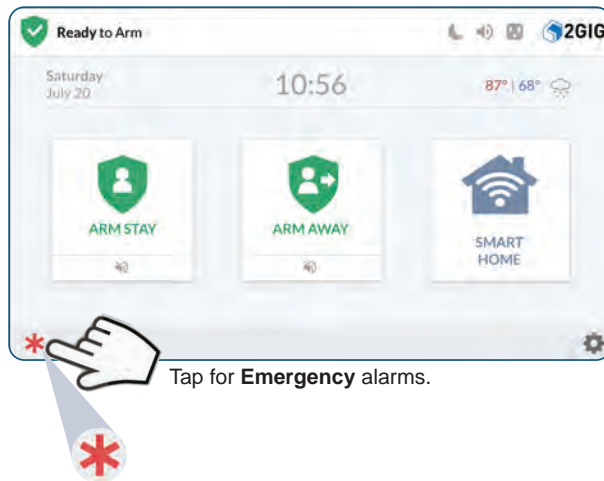 Ready to Arm
2GIG
Saturday
July 20
10:56
87° | 68°
ARM STAY
ARM AWAY
SMART
HOME
Tap for Emergency alarms.